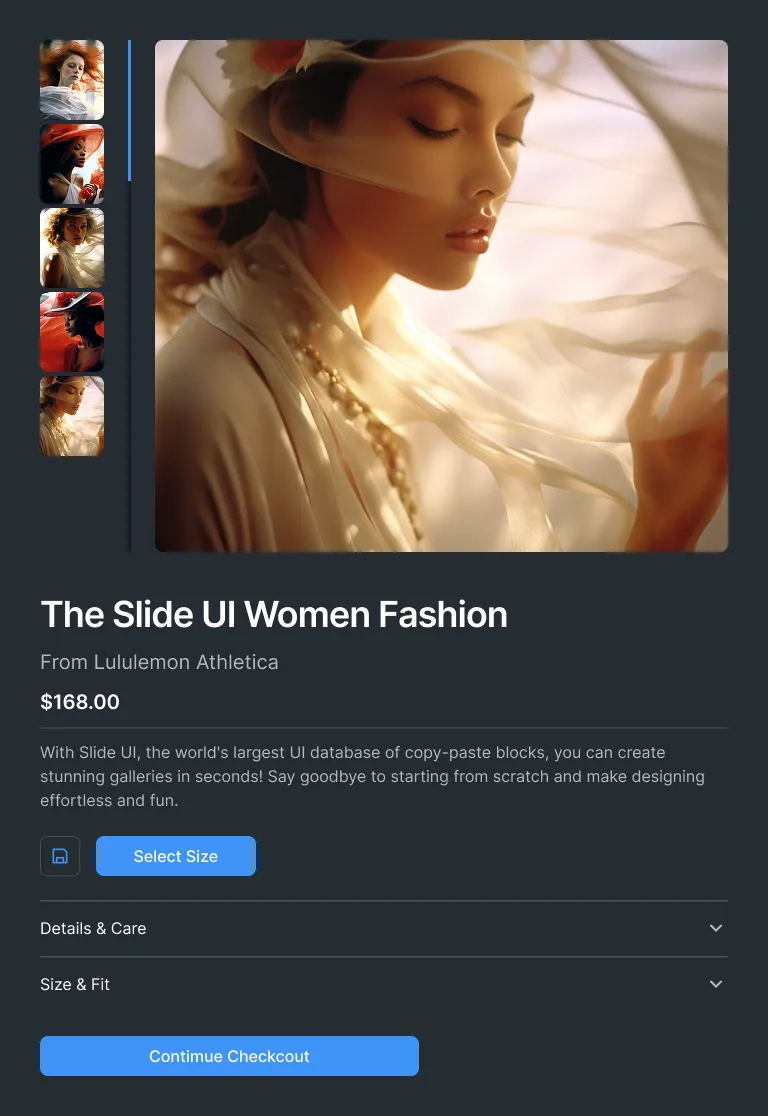 The Slide UI Women Fashion
From Lululemon Athletica
$168.00
With Slide UI, the world's largest UI database of copy-paste blocks, you can create
stunning galleries in seconds! Say goodbye to starting from scratch and make designing
effortless and fun.
Select Size
Details & Care
Size & Fit
Contimue Checkcout